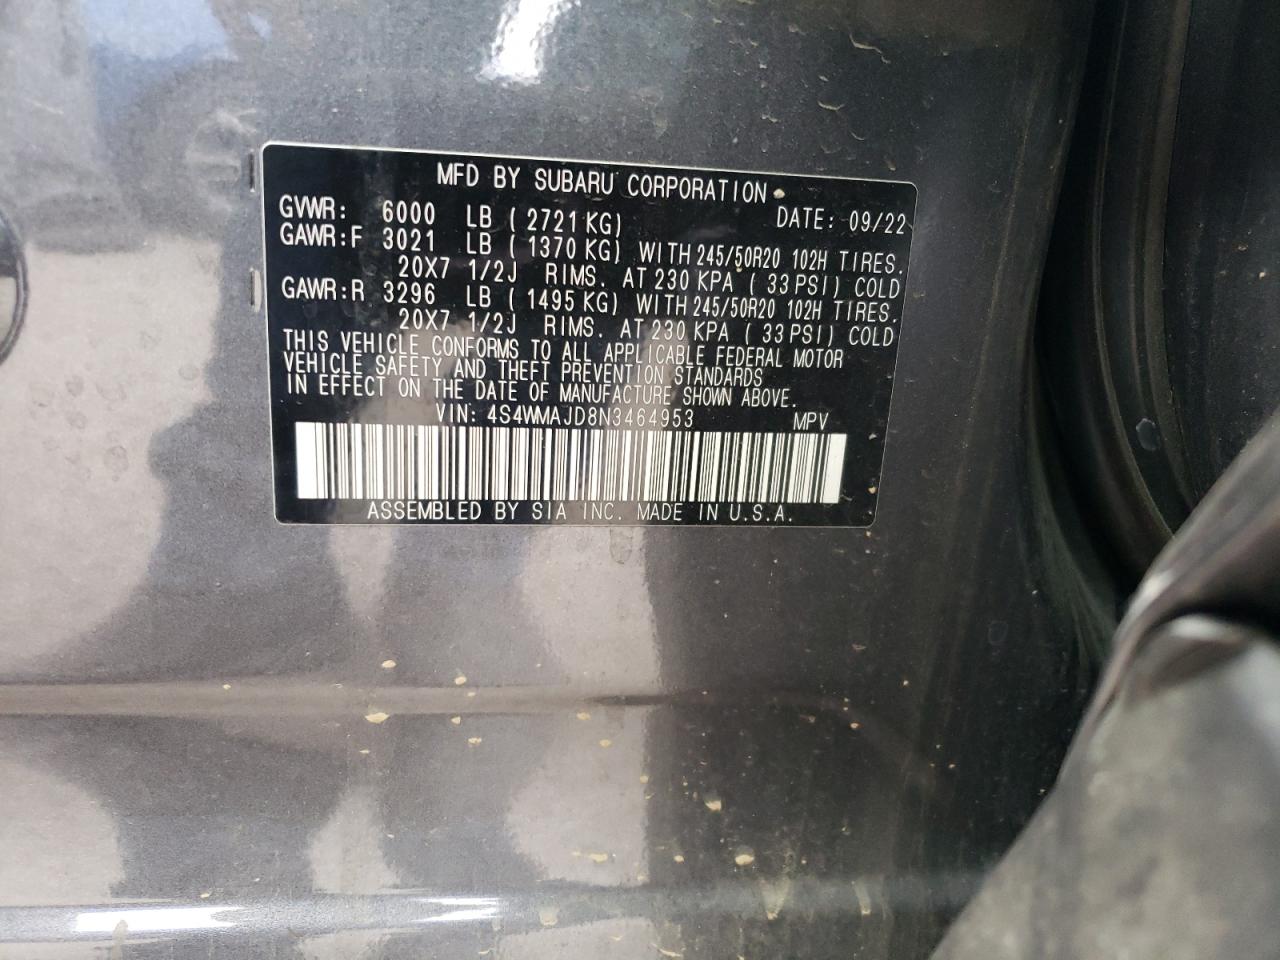 MFD BY SUBARU CORPORATION
DATE: 09/22
GVWR: 6000 LB ( 2721 KG)
GAWR:F 3021 LB ( 1370 KG) WITH 245/50R20 102H TIRES.
20X7 1/2J RIMS. AT 230 KPA ( 33 PSI) COLD
GAWR:R 3296 LB ( 1495 KG) WITH 245/50R20 102H TIRES.
20X7 1/2J RIMS. AT 230 KPA ( 33 PSI) COLD
THIS VEHICLE CONFORMS TO ALL APPLICABLE FEDERAL MOTOR
VEHICLE SAFETY AND THEFT PREVENTION STANDARDS
IN EFFECT ON THE DATE OF MANUFACTURE SHOWN ABOVE.
VIN: 4S4WMAJD8N3464953 MPV
ASSEMBLED BY SIA INC. MADE IN U.S.A.